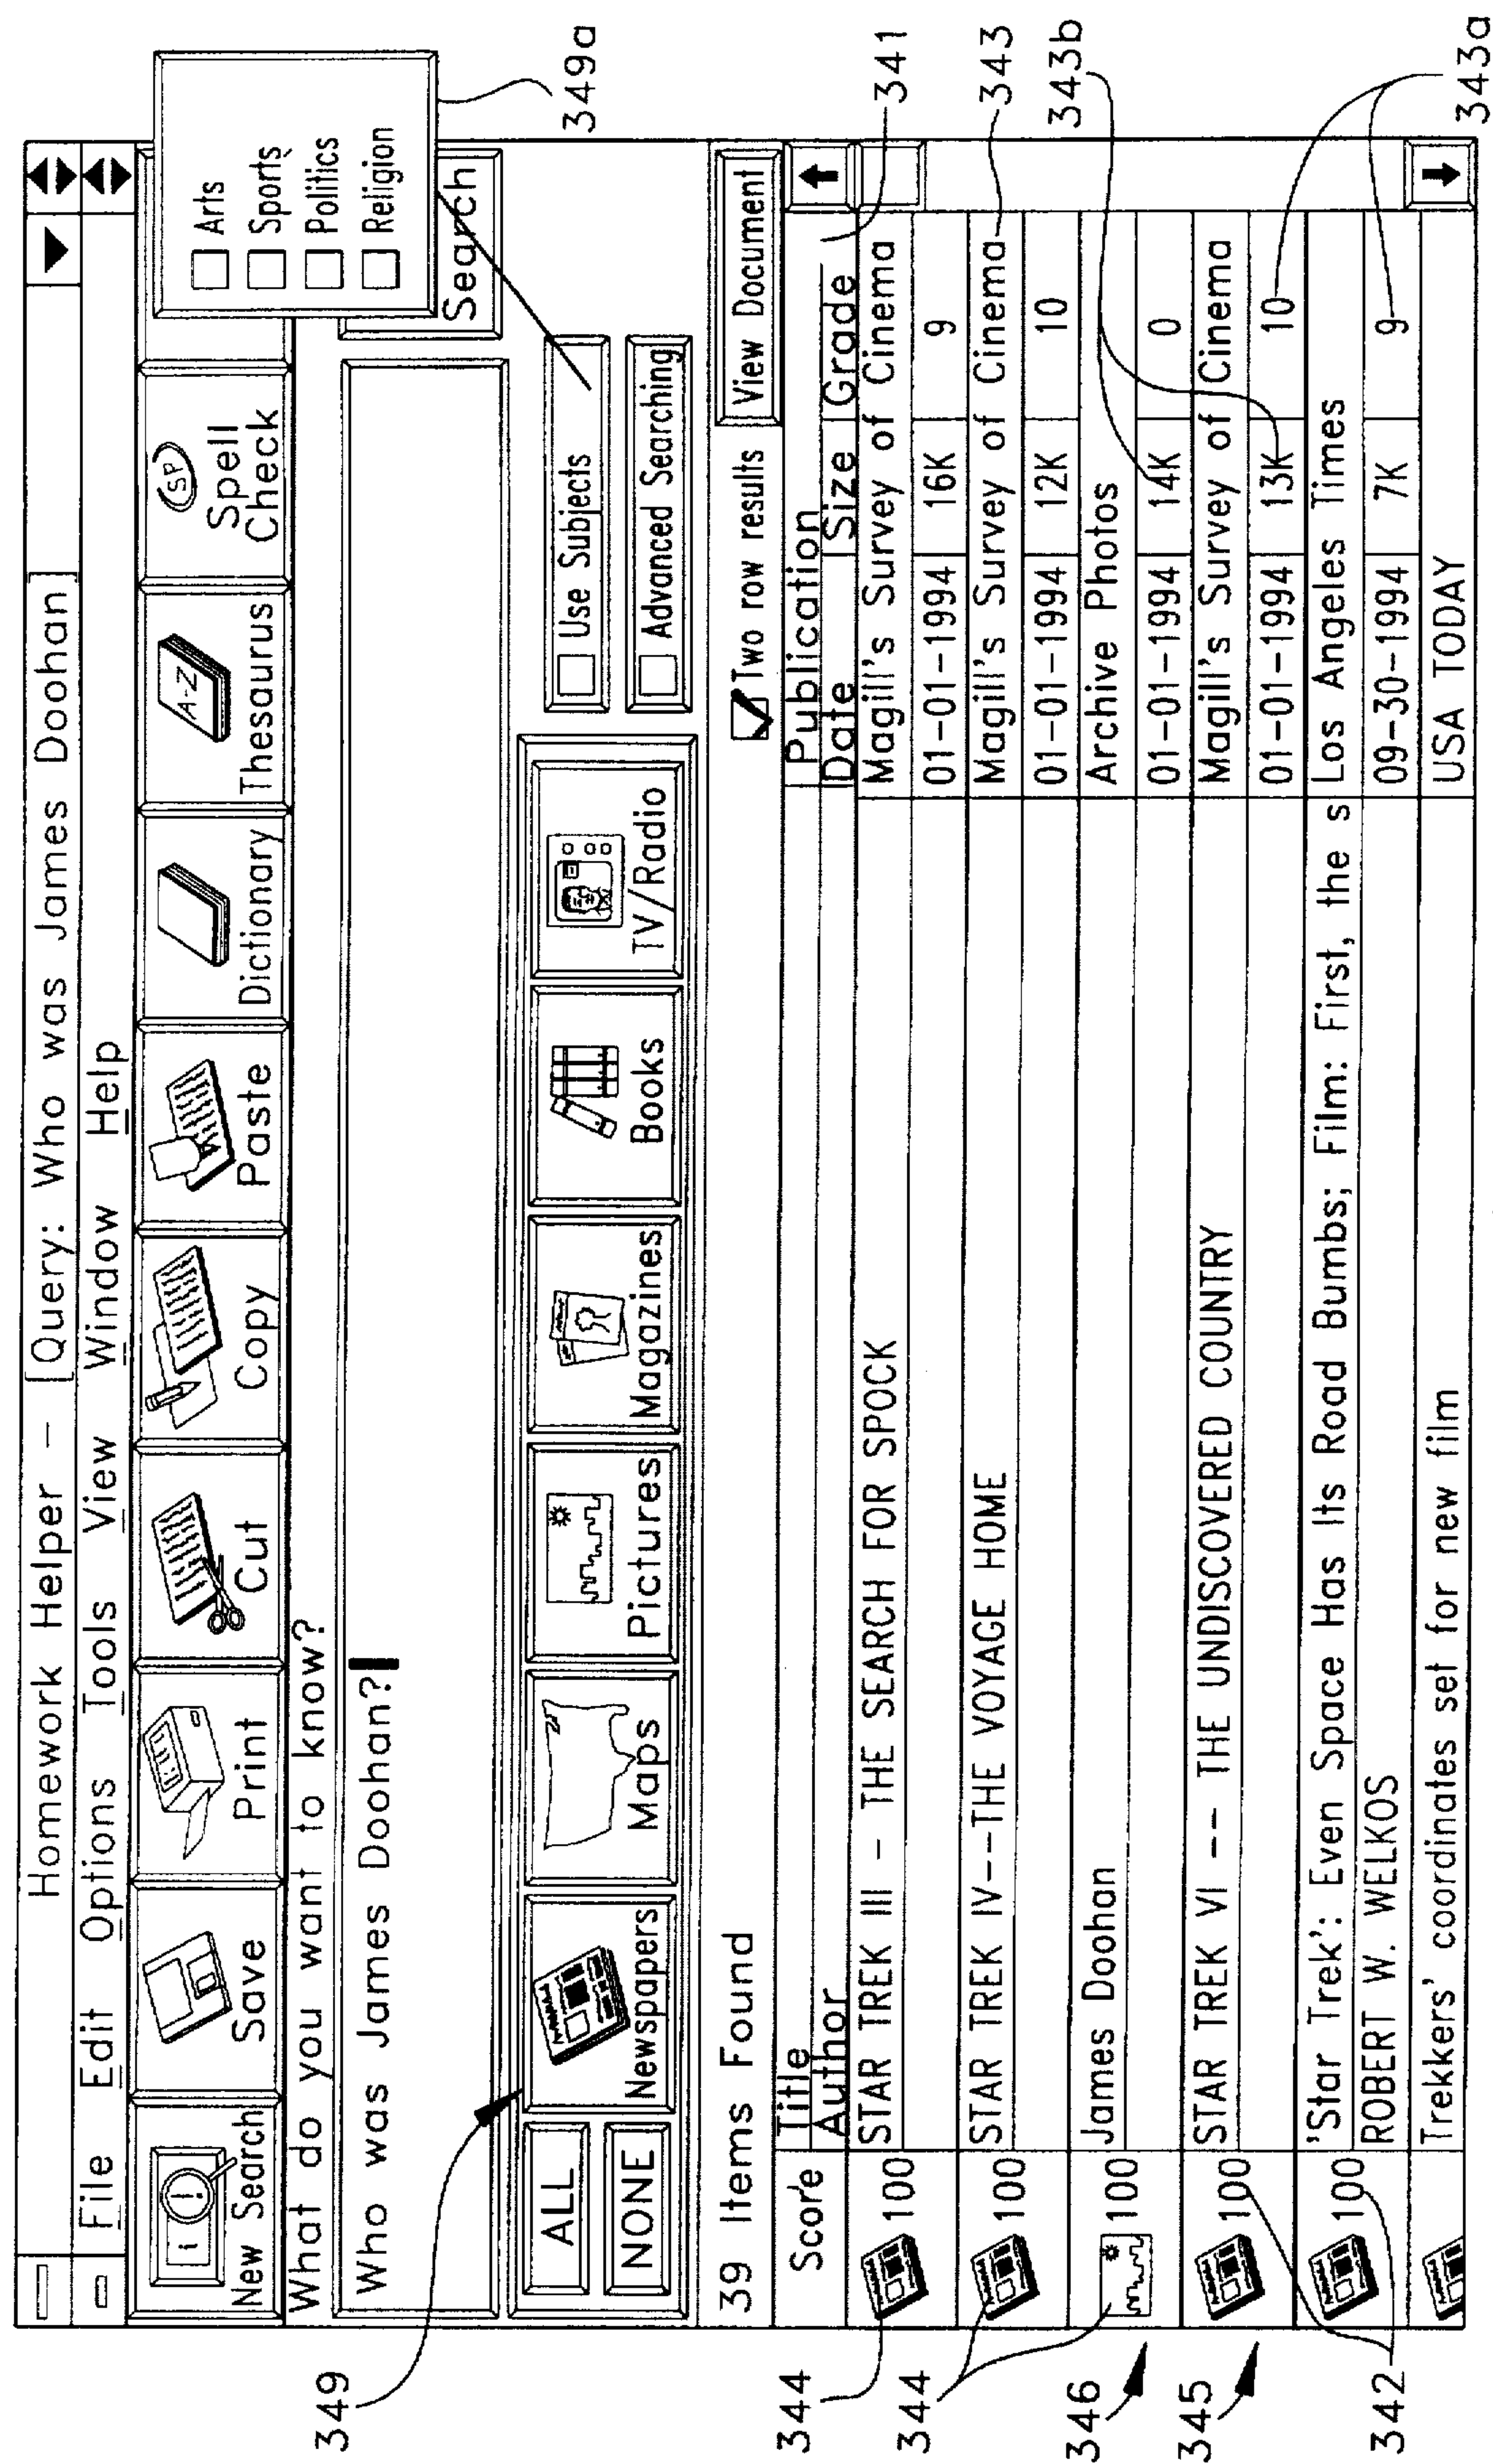 Homework Helper – [Query: Who was James Doohan]
File Edit Options Tools View Window Help
New Search Save Print Cut Copy Paste Dictionary Thesaurus Spell Check
A-Z
SP
Arts
Sports
Politics
Religion
349a
What do you want to know?
Who was James Doohan?
Search
349
ALL
NONE
Newspapers Maps Pictures Magazines Books TV/Radio
Use Subjects
Advanced Searching
39 Items Found
Two row results
View Document
Score Title Publication
Author Date Size Grade
341
344 100 STAR TREK III – THE SEARCH FOR SPOCK Magill's Survey of Cinema
01-01-1994 16K 9
344 100 STAR TREK IV--THE VOYAGE HOME Magill's Survey of Cinema 343
01-01-1994 12K 10
343b
346 100 James Doohan Archive Photos
01-01-1994 14K 0
345 100 STAR TREK VI -- THE UNDISCOVERED COUNTRY Magill's Survey of Cinema
01-01-1994 13K 10
342 100 'Star Trek': Even Space Has Its Road Bumbs; Film: First, the s Los Angeles Times
ROBERT W. WELKOS 09-30-1994 7K 9
343a
Trekkers' coordinates set for new film USA TODAY